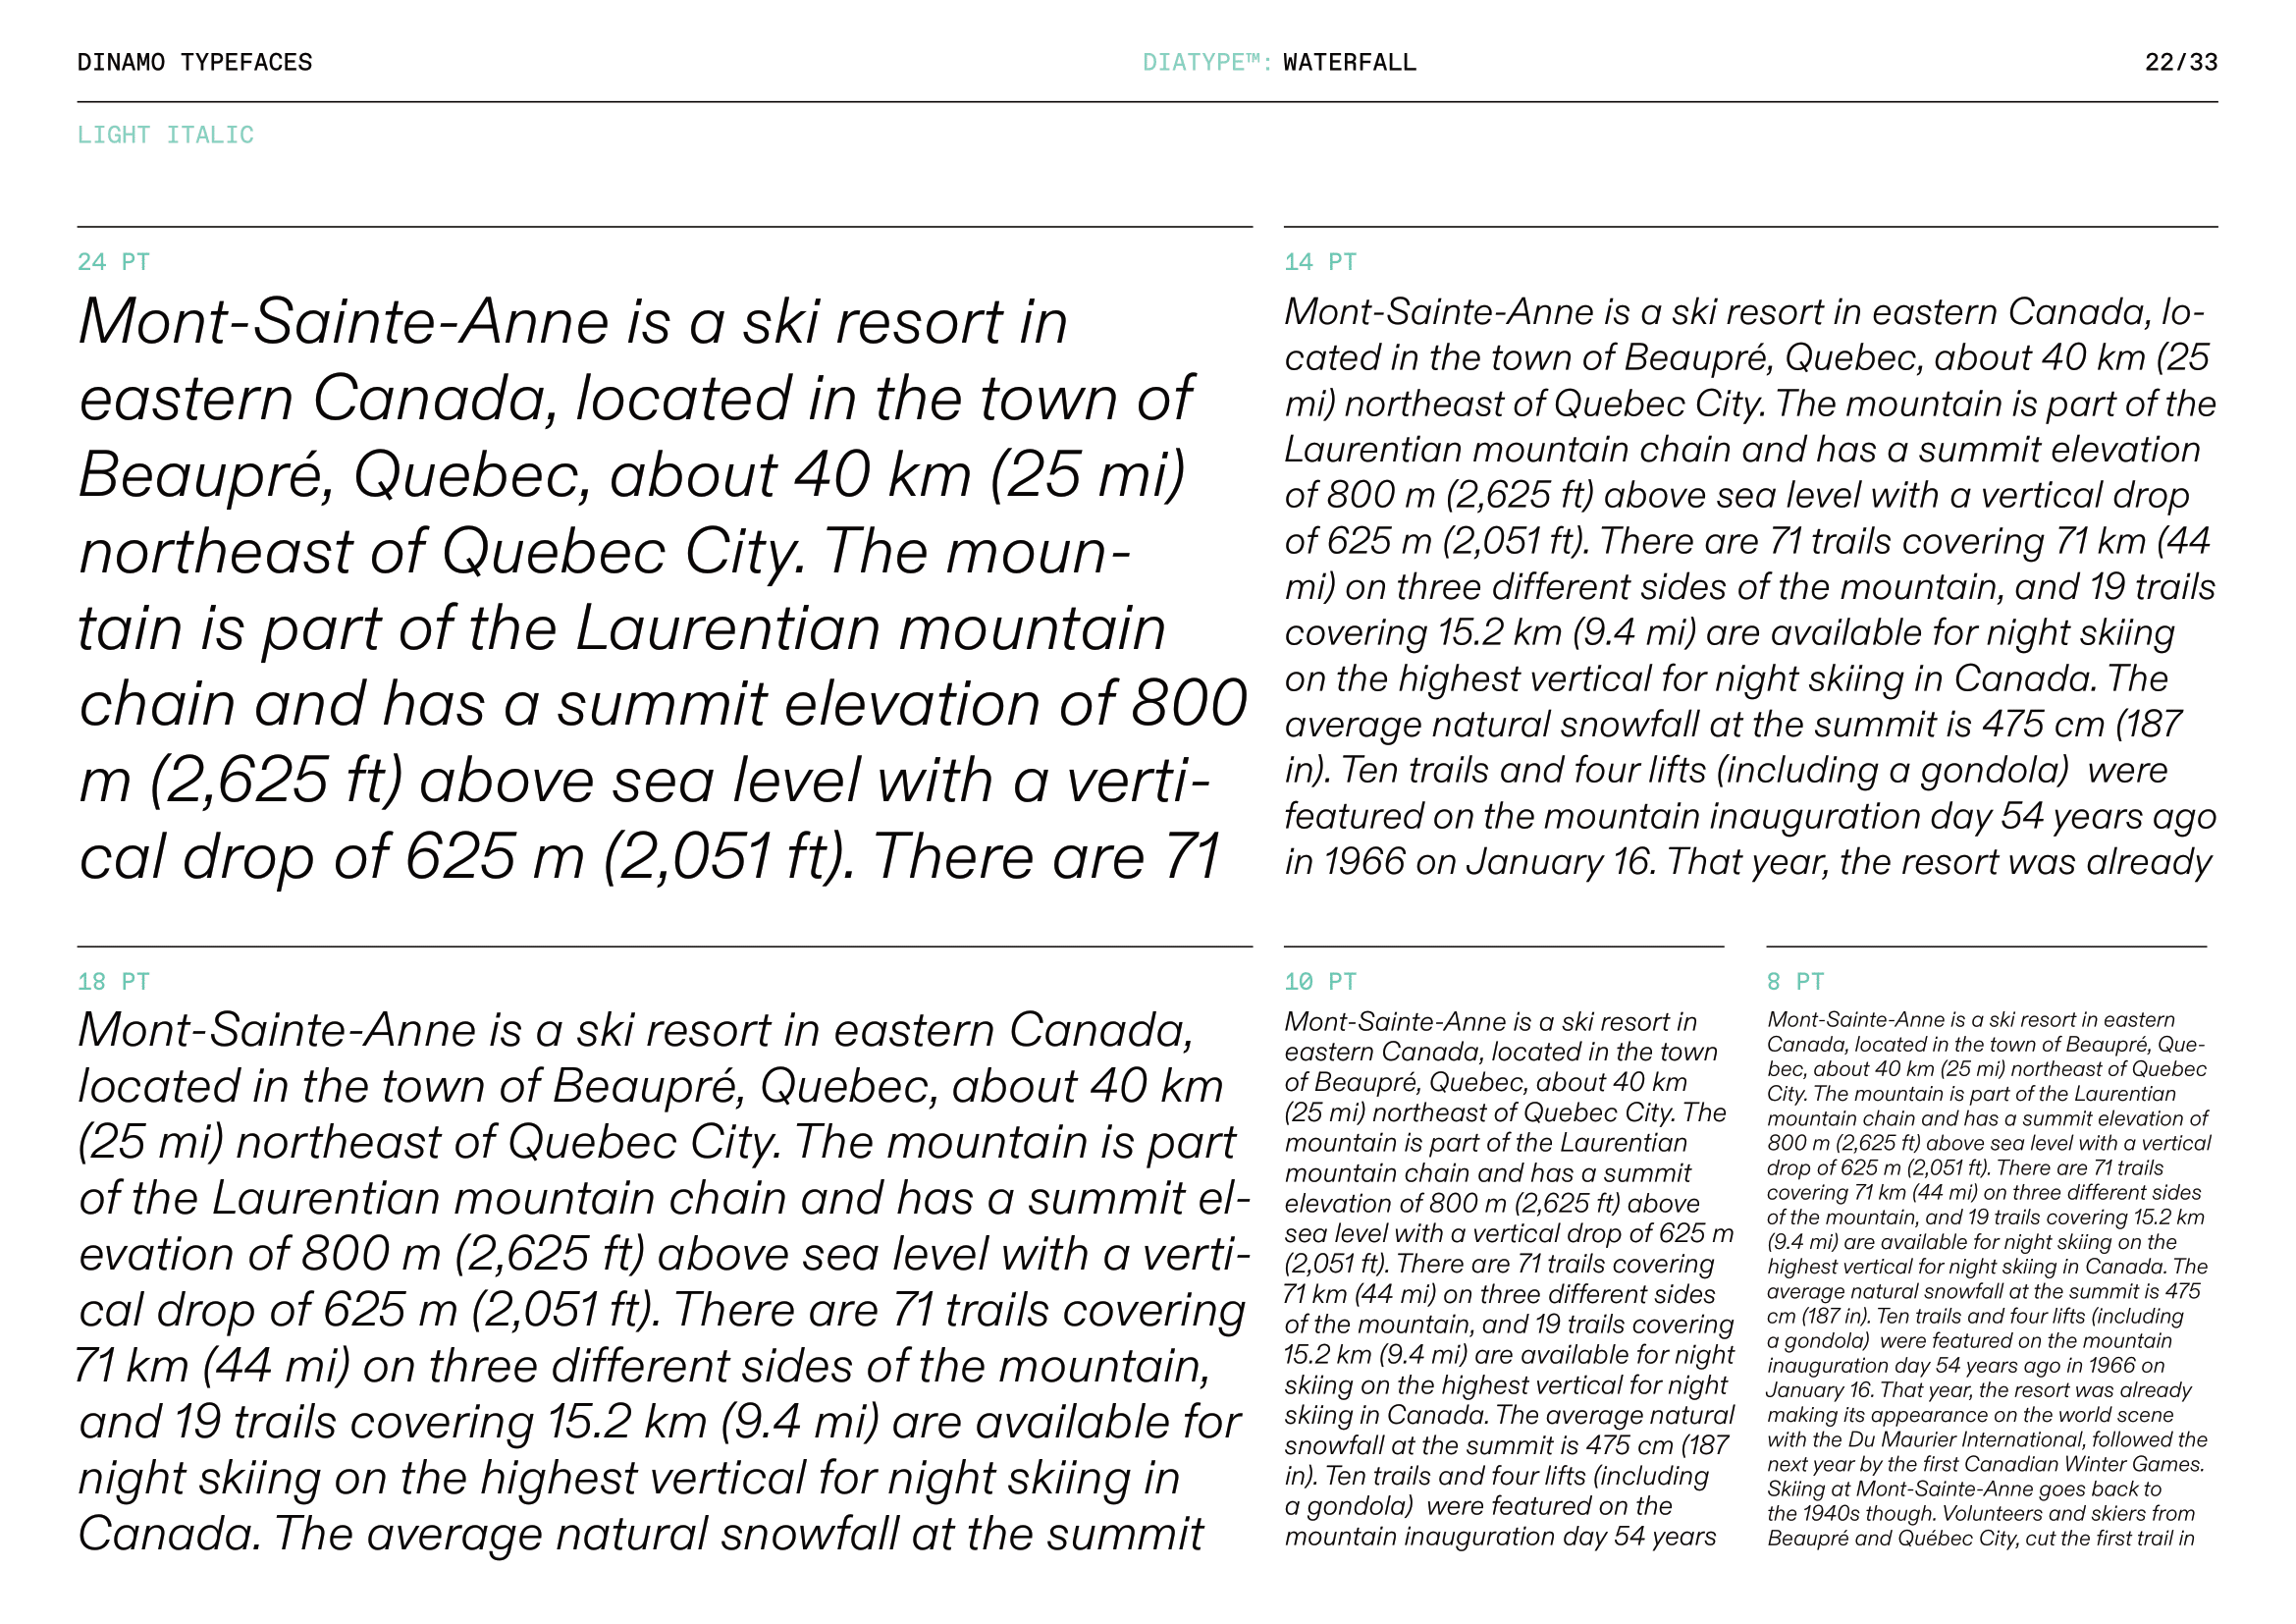 DINAMO TYPEFACES
DIATYPE™: WATERFALL
22/33
LIGHT ITALIC
24 PT
Mont-Sainte-Anne is a ski resort in
eastern Canada, located in the town of
Beaupré, Quebec, about 40 km (25 mi)
northeast of Quebec City. The moun-
tain is part of the Laurentian mountain
chain and has a summit elevation of 800
m (2,625 ft) above sea level with a verti-
cal drop of 625 m (2,051 ft). There are 71
14 PT
Mont-Sainte-Anne is a ski resort in eastern Canada, lo-
cated in the town of Beaupré, Quebec, about 40 km (25
mi) northeast of Quebec City. The mountain is part of the
Laurentian mountain chain and has a summit elevation
of 800 m (2,625 ft) above sea level with a vertical drop
of 625 m (2,051 ft). There are 71 trails covering 71 km (44
mi) on three different sides of the mountain, and 19 trails
covering 15.2 km (9.4 mi) are available for night skiing
on the highest vertical for night skiing in Canada. The
average natural snowfall at the summit is 475 cm (187
in). Ten trails and four lifts (including a gondola)  were
featured on the mountain inauguration day 54 years ago
in 1966 on January 16. That year, the resort was already
18 PT
Mont-Sainte-Anne is a ski resort in eastern Canada,
located in the town of Beaupré, Quebec, about 40 km
(25 mi) northeast of Quebec City. The mountain is part
of the Laurentian mountain chain and has a summit el-
evation of 800 m (2,625 ft) above sea level with a verti-
cal drop of 625 m (2,051 ft). There are 71 trails covering
71 km (44 mi) on three different sides of the mountain,
and 19 trails covering 15.2 km (9.4 mi) are available for
night skiing on the highest vertical for night skiing in
Canada. The average natural snowfall at the summit
10 PT
Mont-Sainte-Anne is a ski resort in
eastern Canada, located in the town
of Beaupré, Quebec, about 40 km
(25 mi) northeast of Quebec City. The
mountain is part of the Laurentian
mountain chain and has a summit
elevation of 800 m (2,625 ft) above
sea level with a vertical drop of 625 m
(2,051 ft). There are 71 trails covering
71 km (44 mi) on three different sides
of the mountain, and 19 trails covering
15.2 km (9.4 mi) are available for night
skiing on the highest vertical for night
skiing in Canada. The average natural
snowfall at the summit is 475 cm (187
in). Ten trails and four lifts (including
a gondola)  were featured on the
mountain inauguration day 54 years
8 PT
Mont-Sainte-Anne is a ski resort in eastern
Canada, located in the town of Beaupré, Que-
bec, about 40 km (25 mi) northeast of Quebec
City. The mountain is part of the Laurentian
mountain chain and has a summit elevation of
800 m (2,625 ft) above sea level with a vertical
drop of 625 m (2,051 ft). There are 71 trails
covering 71 km (44 mi) on three different sides
of the mountain, and 19 trails covering 15.2 km
(9.4 mi) are available for night skiing on the
highest vertical for night skiing in Canada. The
average natural snowfall at the summit is 475
cm (187 in). Ten trails and four lifts (including
a gondola)  were featured on the mountain
inauguration day 54 years ago in 1966 on
January 16. That year, the resort was already
making its appearance on the world scene
with the Du Maurier International, followed the
next year by the first Canadian Winter Games.
Skiing at Mont-Sainte-Anne goes back to
the 1940s though. Volunteers and skiers from
Beaupré and Québec City, cut the first trail in